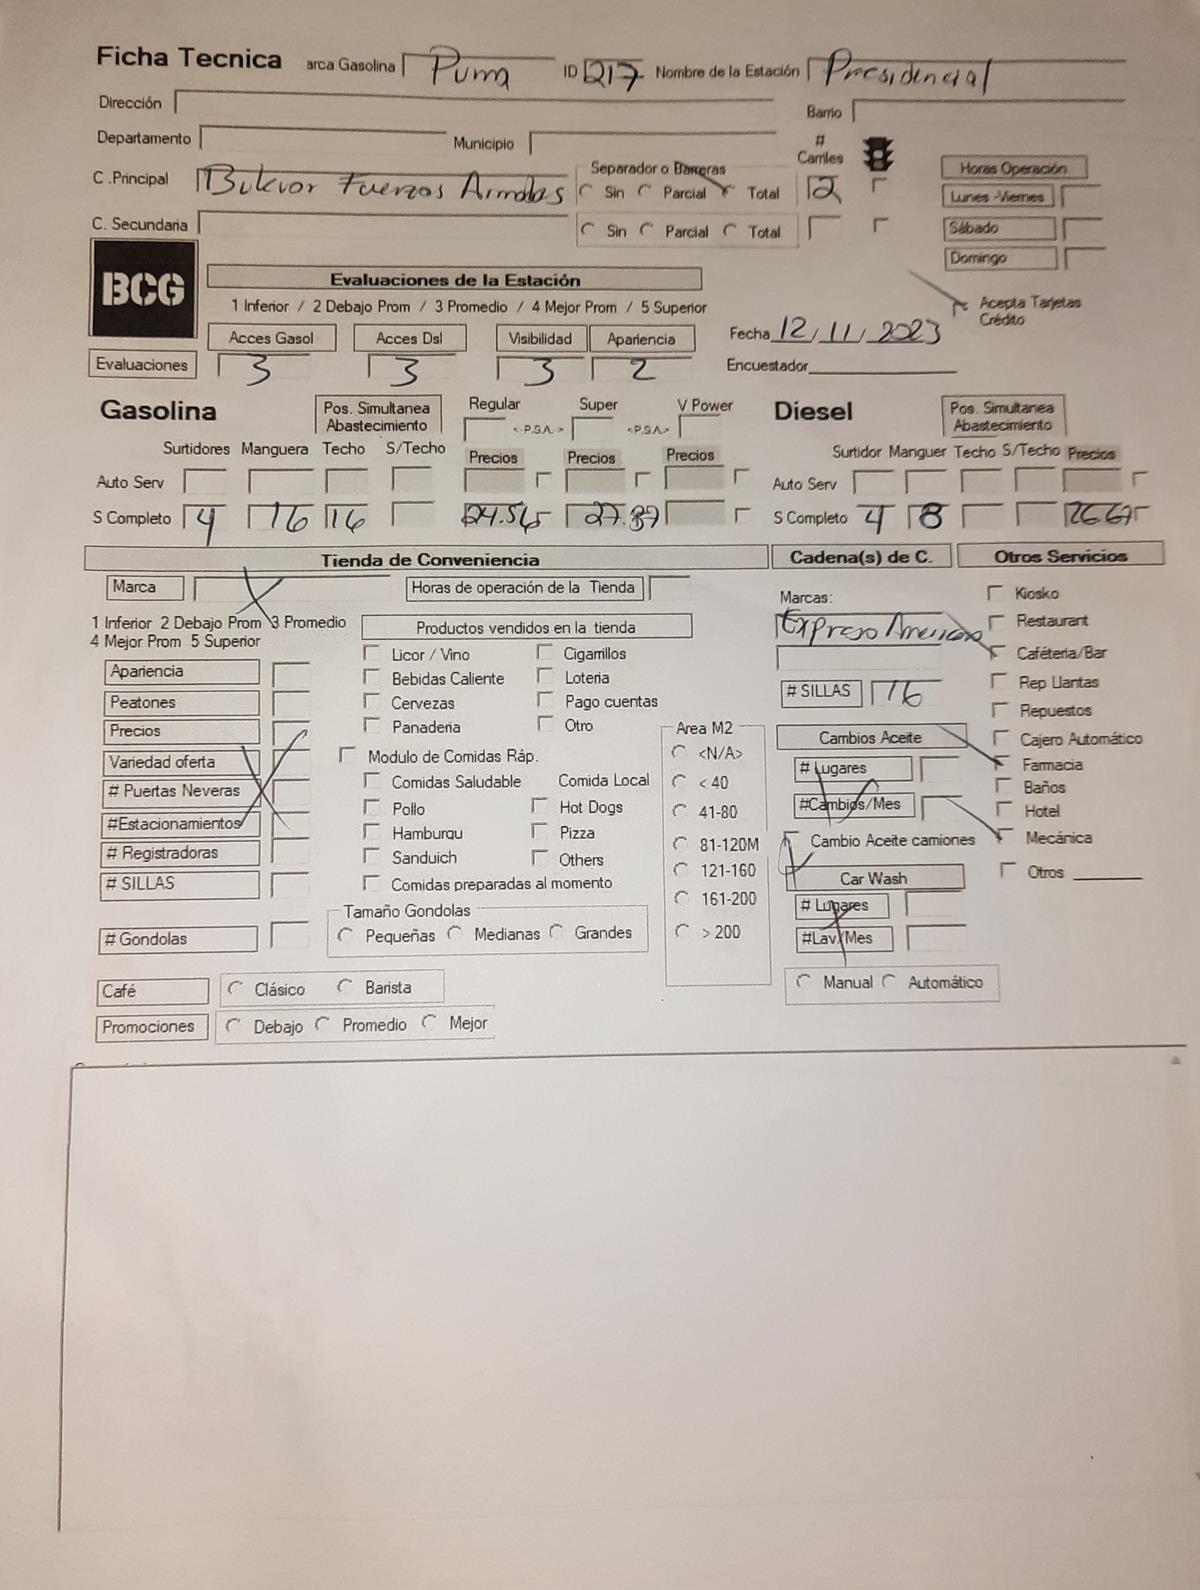 Ficha Tecnica arca Gasolina Puma ID 217 Nombre de la Estación Presidencial
Dirección Barrio
Departamento Municipio # Carriles
C .Principal Bulevar Fuerzas Armadas Separador o Barreras Sin Parcial Total 2 Horas Operación
Lunes -Viernes
C. Secundaria Sin Parcial Total Sábado
Domingo
BCG
Evaluaciones de la Estación
1 Inferior / 2 Debajo Prom / 3 Promedio / 4 Mejor Prom / 5 Superior Acepta Tarjetas Crédito
Acces Gasol Acces Dsl Visibilidad Apariencia Fecha 12/11/2023
Evaluaciones 3 3 3 2 Encuestador
Gasolina Pos. Simultanea Abastecimiento Regular <-P.S.A.-> Super <-P.S.A.-> V Power Diesel Pos. Simultanea Abastecimiento
Surtidores Manguera Techo S/Techo Precios Precios Precios Surtidor Manguer Techo S/Techo Precios
Auto Serv Auto Serv
S Completo 4 16 16 27.87 S Completo 4 8
Tienda de Conveniencia Cadena(s) de C. Otros Servicios
Marca Horas de operación de la Tienda Marcas: Kiosko
1 Inferior 2 Debajo Prom 3 Promedio
4 Mejor Prom 5 Superior
Productos vendidos en la tienda Expreso Americano Restaurant
Licor / Vino Cigarrillos Caféteria/Bar
Apariencia Bebidas Caliente Loteria # SILLAS 16 Rep Llantas
Peatones Cervezas Pago cuentas Repuestos
Precios Panaderia Otro Area M2 Cambios Aceite Cajero Automático
Variedad oferta Modulo de Comidas Ráp. <N/A> # Lugares Farmacia
# Puertas Neveras Comidas Saludable Comida Local < 40 #Cambios/Mes Baños
#Estacionamientos Pollo Hot Dogs 41-80 Hotel
# Registradoras Hamburqu Pizza 81-120M Cambio Aceite camiones Mecánica
# SILLAS Sanduich Others 121-160 Car Wash Otros
Comidas preparadas al momento 161-200 # Lugares
# Gondolas Tamaño Gondolas Pequeñas Medianas Grandes > 200 #Lav./Mes
Café Clásico Barista Manual Automático
Promociones Debajo Promedio Mejor